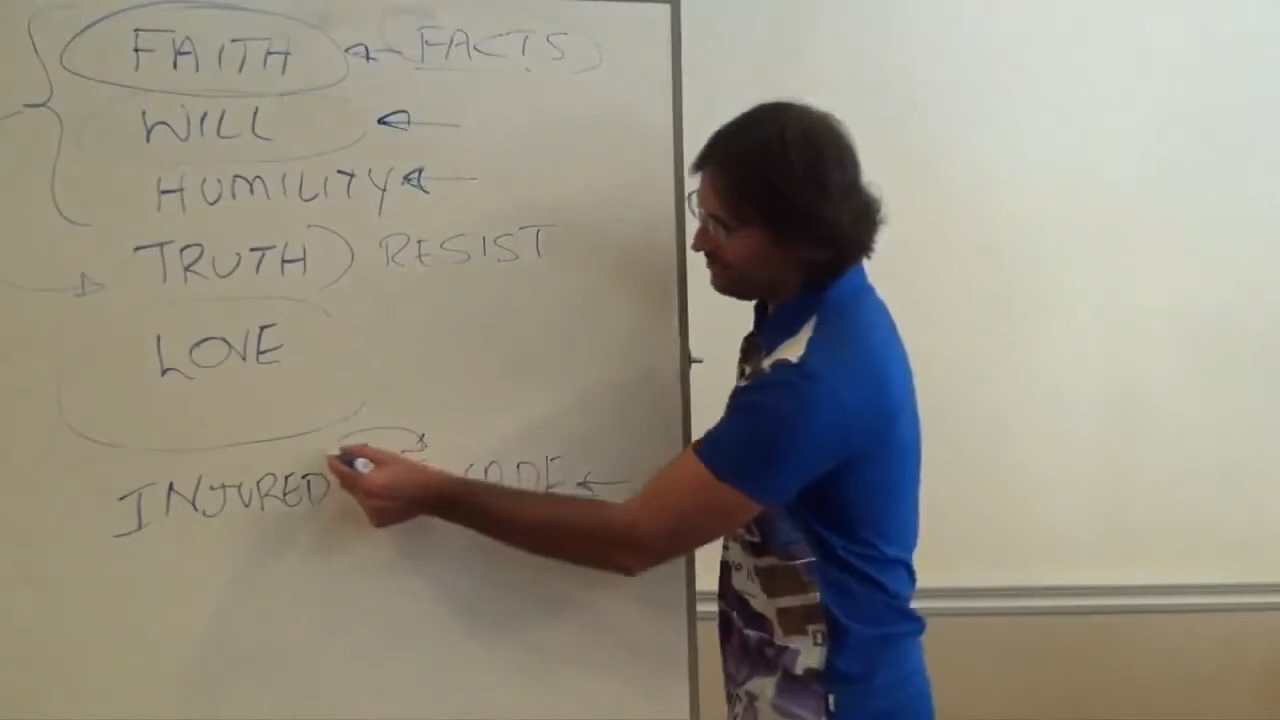 FAITH FACTS
WILL
HUMILITY
TRUTH) RESIST
LOVE
INJURED